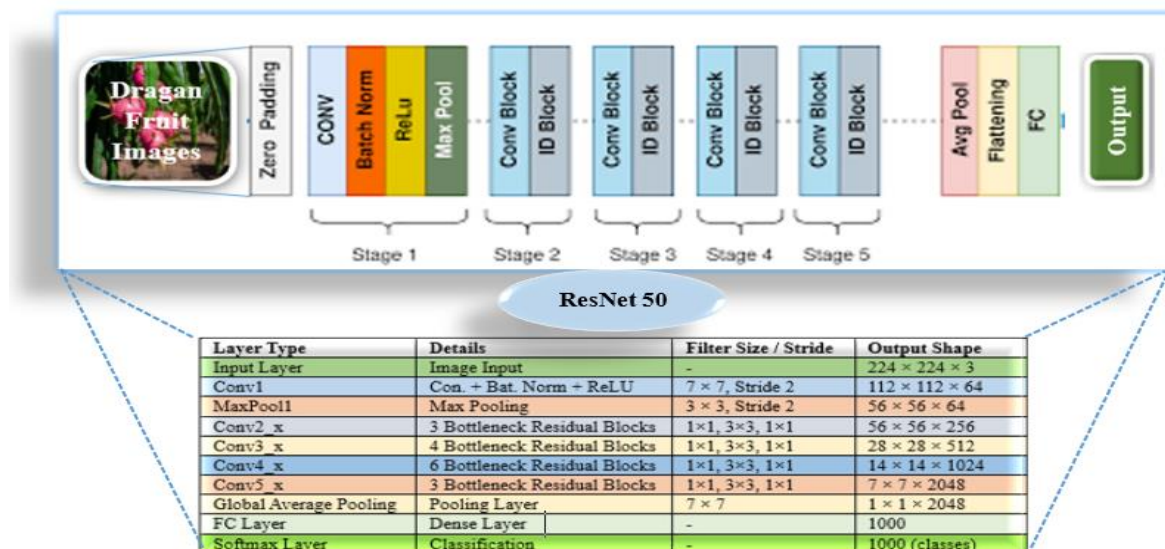 Dragan
Fruit
Images
Zero Padding
CONV
Batch Norm
ReLu
Max Pool
Conv Block
ID Block
Conv Block
ID Block
Conv Block
ID Block
Conv Block
ID Block
Avg Pool
Flattening
FC
Output
Stage 1
Stage 2
Stage 3
Stage 4
Stage 5
ResNet 50
Layer Type Details Filter Size / Stride Output Shape
Input Layer Image Input - 224 × 224 × 3
Conv1 Con. + Bat. Norm + ReLU 7 × 7, Stride 2 112 × 112 × 64
MaxPool1 Max Pooling 3 × 3, Stride 2 56 × 56 × 64
Conv2_x 3 Bottleneck Residual Blocks 1×1, 3×3, 1×1 56 × 56 × 256
Conv3_x 4 Bottleneck Residual Blocks 1×1, 3×3, 1×1 28 × 28 × 512
Conv4_x 6 Bottleneck Residual Blocks 1×1, 3×3, 1×1 14 × 14 × 1024
Conv5_x 3 Bottleneck Residual Blocks 1×1, 3×3, 1×1 7 × 7 × 2048
Global Average Pooling Pooling Layer 7 × 7 1 × 1 × 2048
FC Layer Dense Layer - 1000
Softmax Layer Classification - 1000 (classes)